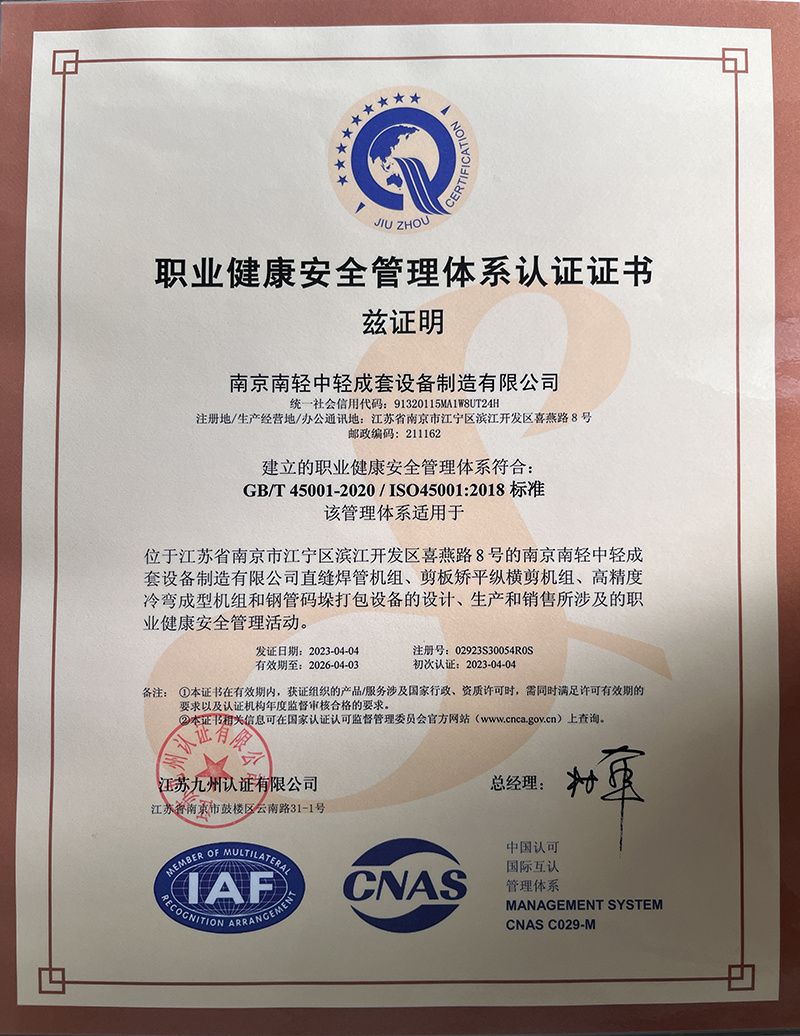 JIU ZHOU CERTIFICATION
职业健康安全管理体系认证证书
兹证明
南京南轻中轻成套设备制造有限公司
统一社会信用代码：91320115MA1W8UT24H
注册地/生产经营地/办公通讯地：江苏省南京市江宁区滨江开发区喜燕路8号
邮政编码：211162
建立的职业健康安全管理体系符合：
GB/T 45001-2020 / ISO45001:2018 标准
该管理体系适用于
位于江苏省南京市江宁区滨江开发区喜燕路8号的南京南轻中轻成
套设备制造有限公司直缝焊管机组、剪板矫平纵横剪机组、高精度
冷弯成型机组和钢管码垛打包设备的设计、生产和销售所涉及的职
业健康安全管理活动。
发证日期：2023-04-04 注册号：02923S30054R0S
有效期至：2026-04-03 初次认证：2023-04-04
备注：①本证书在有效期内，获证组织的产品/服务涉及国家行政、资质许可时，需同时满足许可有效期的
要求以及认证机构年度监督审核合格的要求。
②本证书相关信息可在国家认证认可监督管理委员会官方网站（www.cnca.gov.cn）上查询。
江苏九州认证有限公司 总经理：
江苏省南京市鼓楼区云南路31-1号
MEMBER OF MULTILATERAL
IAF
RECOGNITION ARRANGEMENT
CNAS
中国认可
国际互认
管理体系
MANAGEMENT SYSTEM
CNAS C029-M